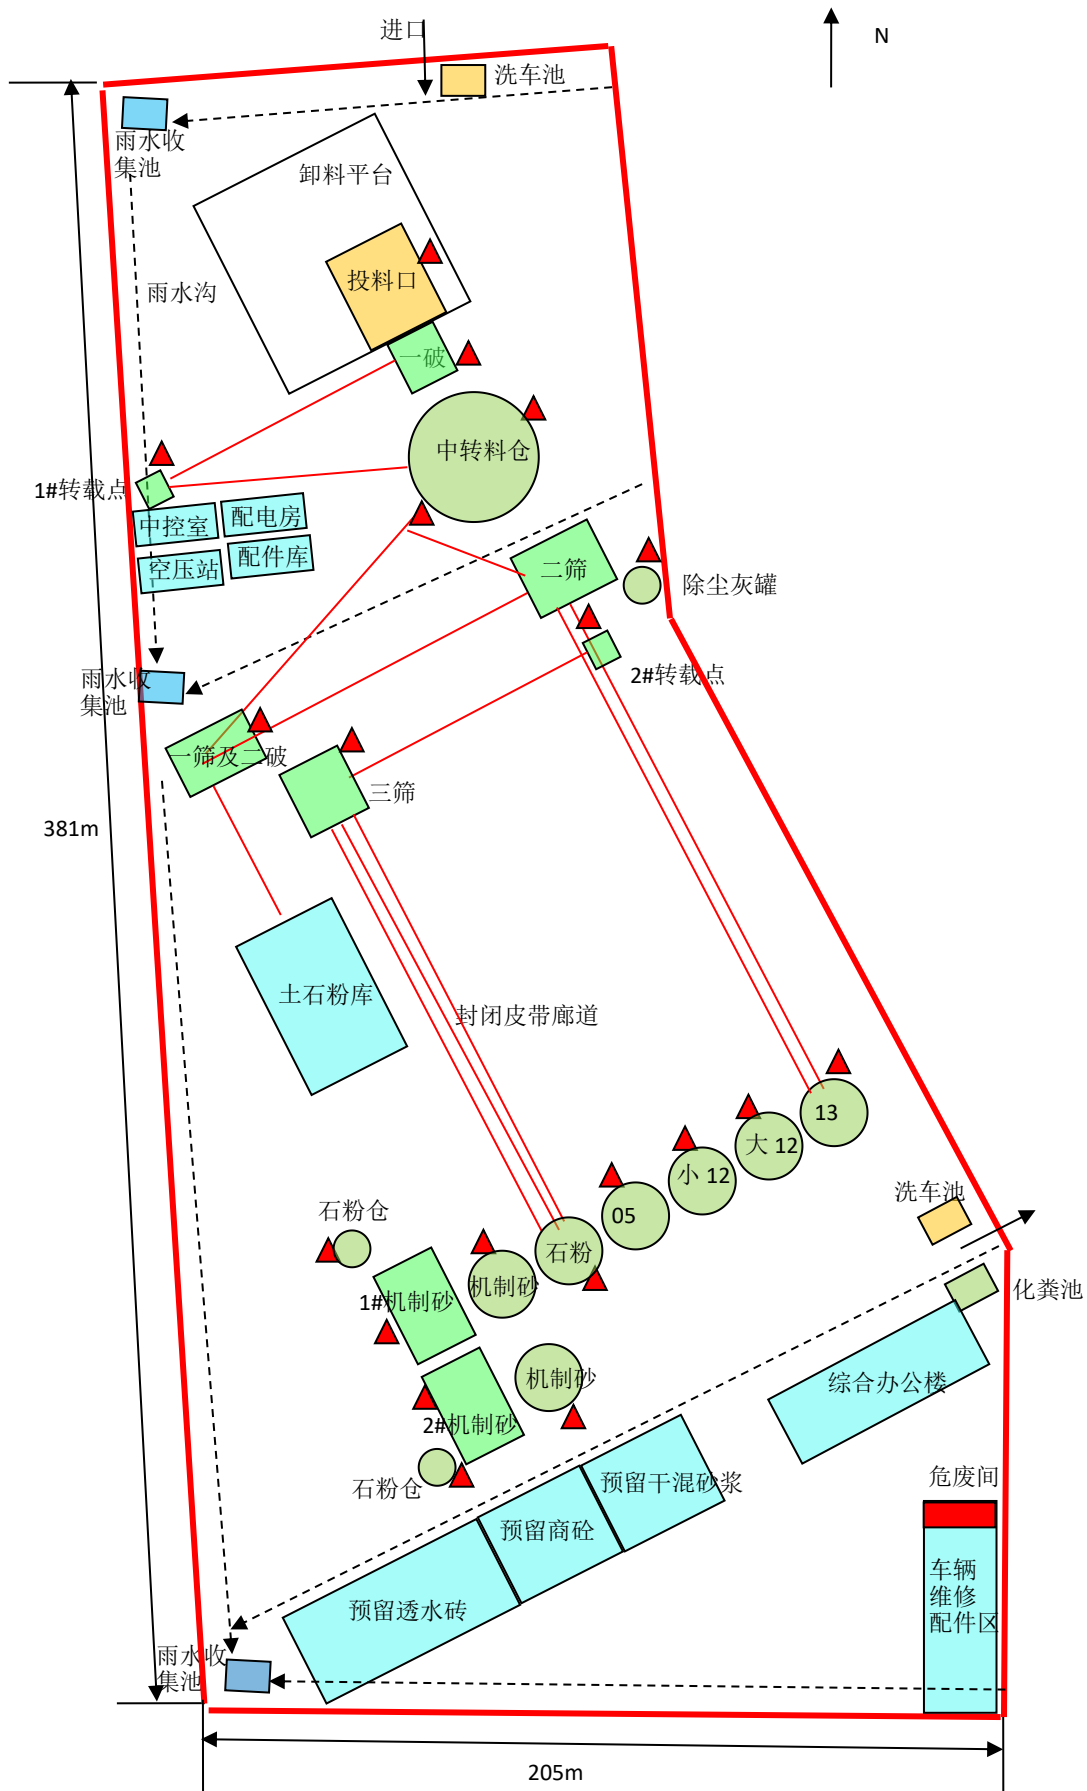 进口
N
洗车池
雨水收
集池
卸料平台
投料口
雨水沟
一破
中转料仓
1#转载点
中控室
配电房
空压站
配件库
二筛
除尘灰罐
2#转载点
雨水收
集池
一筛及二破
三筛
381m
土石粉库
封闭皮带廊道
13
大 12
小 12
05
石粉
洗车池
石粉仓
机制砂
1#机制砂
化粪池
机制砂
综合办公楼
2#机制砂
石粉仓
预留干混砂浆
危废间
预留商砼
车辆
维修
配件区
预留透水砖
雨水收
集池
205m